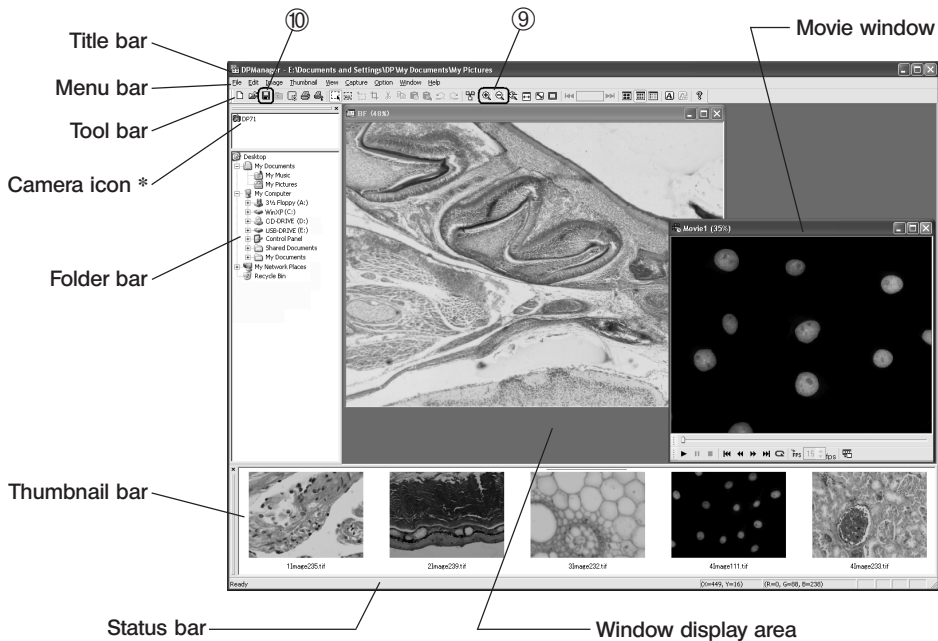 ⑩ ⑨
Title bar
Movie window
DPManager - E:\Documents and Settings\DP\My Documents\My Pictures
Menu bar
File Edit Image Thumbnail View Capture Option Window Help
Tool bar
DP71
BF (48%)
Camera icon *
Desktop
My Documents
My Music
My Pictures
My Computer
3½ Floppy (A:)
WinXP (C:)
CD-DRIVE (D:)
USB-DRIVE (E:)
Control Panel
Shared Documents
My Documents
My Network Places
Recycle Bin
Folder bar
Movie1 (35%)
FPS 15 fps
Thumbnail bar
1Image235.tif 2Image239.tif 3Image232.tif 4Image111.tif 4Image233.tif
Ready (X=449, Y=16) (R=0, G=88, B=238)
Status bar
Window display area